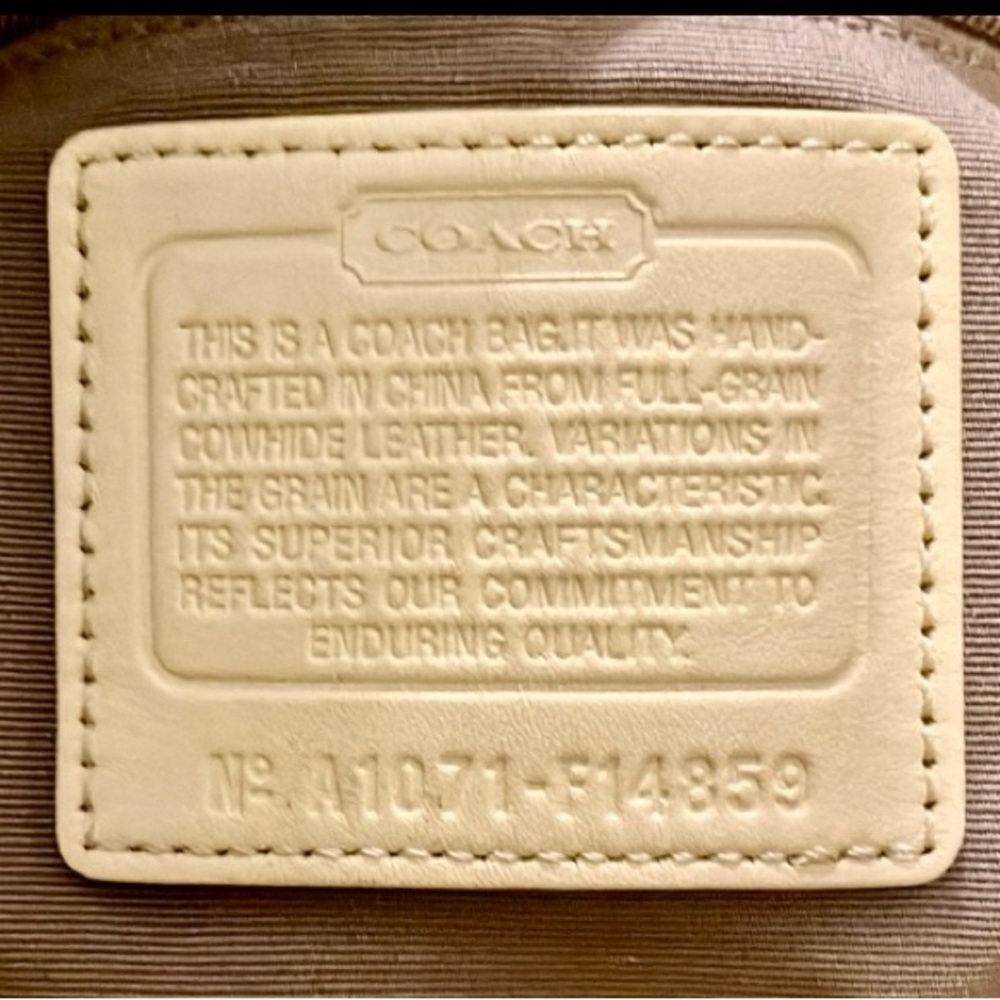 COACH
THIS IS A COACH BAG.IT WAS HAND-
CRAFTED IN CHINA FROM FULL-GRAIN
COWHIDE LEATHER. VARIATIONS IN
THE GRAIN ARE A CHARACTERISTIC.
ITS SUPERIOR CRAFTSMANSHIP
REFLECTS OUR COMMITMENT TO
ENDURING QUALITY.
Nº A1071-F14859